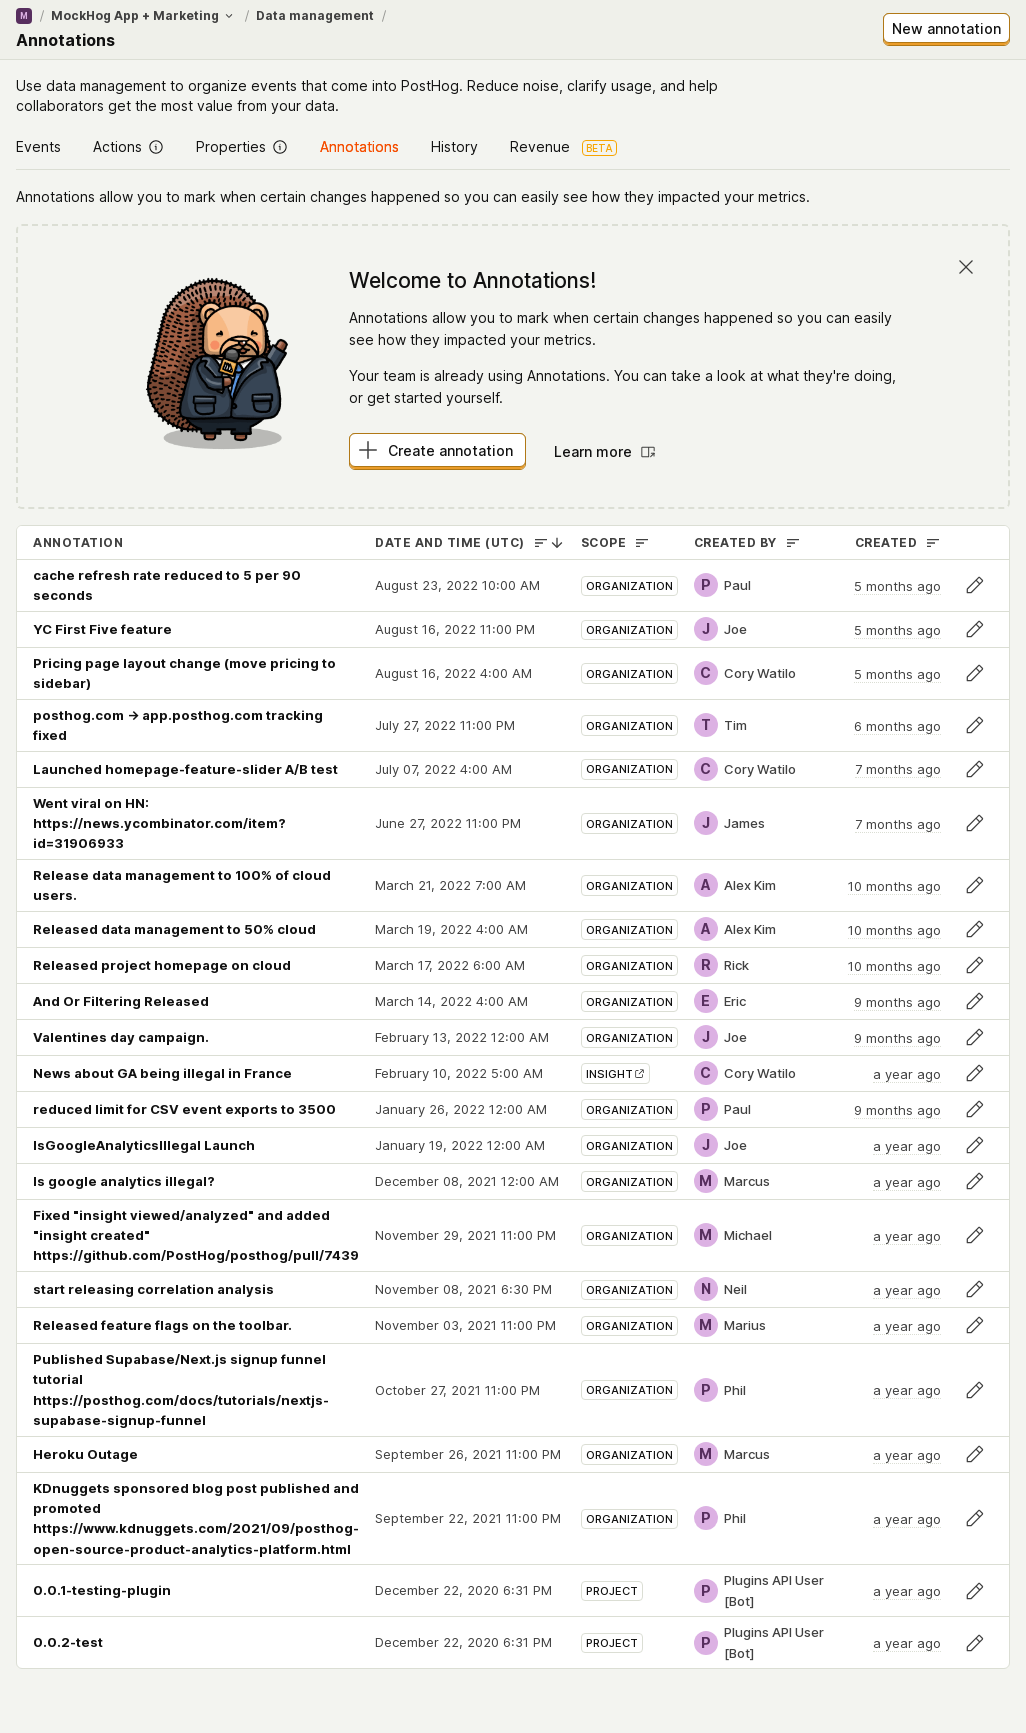 M / MockHog App + Marketing / Data management /
Annotations
New annotation
Use data management to organize events that come into PostHog. Reduce noise, clarify usage, and help
collaborators get the most value from your data.
Events Actions Properties Annotations History Revenue BETA
Annotations allow you to mark when certain changes happened so you can easily see how they impacted your metrics.
Welcome to Annotations!
Annotations allow you to mark when certain changes happened so you can easily
see how they impacted your metrics.
Your team is already using Annotations. You can take a look at what they're doing,
or get started yourself.
Create annotation Learn more
ANNOTATION DATE AND TIME (UTC) SCOPE CREATED BY CREATED
cache refresh rate reduced to 5 per 90
seconds
August 23, 2022 10:00 AM ORGANIZATION P Paul 5 months ago
YC First Five feature August 16, 2022 11:00 PM ORGANIZATION J Joe 5 months ago
Pricing page layout change (move pricing to
sidebar)
August 16, 2022 4:00 AM ORGANIZATION C Cory Watilo 5 months ago
posthog.com → app.posthog.com tracking
fixed
July 27, 2022 11:00 PM ORGANIZATION T Tim 6 months ago
Launched homepage-feature-slider A/B test July 07, 2022 4:00 AM ORGANIZATION C Cory Watilo 7 months ago
Went viral on HN:
https://news.ycombinator.com/item?
id=31906933
June 27, 2022 11:00 PM ORGANIZATION J James 7 months ago
Release data management to 100% of cloud
users.
March 21, 2022 7:00 AM ORGANIZATION A Alex Kim 10 months ago
Released data management to 50% cloud March 19, 2022 4:00 AM ORGANIZATION A Alex Kim 10 months ago
Released project homepage on cloud March 17, 2022 6:00 AM ORGANIZATION R Rick 10 months ago
And Or Filtering Released March 14, 2022 4:00 AM ORGANIZATION E Eric 9 months ago
Valentines day campaign. February 13, 2022 12:00 AM ORGANIZATION J Joe 9 months ago
News about GA being illegal in France February 10, 2022 5:00 AM INSIGHT C Cory Watilo a year ago
reduced limit for CSV event exports to 3500 January 26, 2022 12:00 AM ORGANIZATION P Paul 9 months ago
IsGoogleAnalyticsIllegal Launch January 19, 2022 12:00 AM ORGANIZATION J Joe a year ago
Is google analytics illegal? December 08, 2021 12:00 AM ORGANIZATION M Marcus a year ago
Fixed "insight viewed/analyzed" and added
"insight created"
https://github.com/PostHog/posthog/pull/7439
November 29, 2021 11:00 PM ORGANIZATION M Michael a year ago
start releasing correlation analysis November 08, 2021 6:30 PM ORGANIZATION N Neil a year ago
Released feature flags on the toolbar. November 03, 2021 11:00 PM ORGANIZATION M Marius a year ago
Published Supabase/Next.js signup funnel
tutorial
https://posthog.com/docs/tutorials/nextjs-
supabase-signup-funnel
October 27, 2021 11:00 PM ORGANIZATION P Phil a year ago
Heroku Outage September 26, 2021 11:00 PM ORGANIZATION M Marcus a year ago
KDnuggets sponsored blog post published and
promoted
https://www.kdnuggets.com/2021/09/posthog-
open-source-product-analytics-platform.html
September 22, 2021 11:00 PM ORGANIZATION P Phil a year ago
0.0.1-testing-plugin December 22, 2020 6:31 PM PROJECT P Plugins API User
[Bot]
a year ago
0.0.2-test December 22, 2020 6:31 PM PROJECT P Plugins API User
[Bot]
a year ago